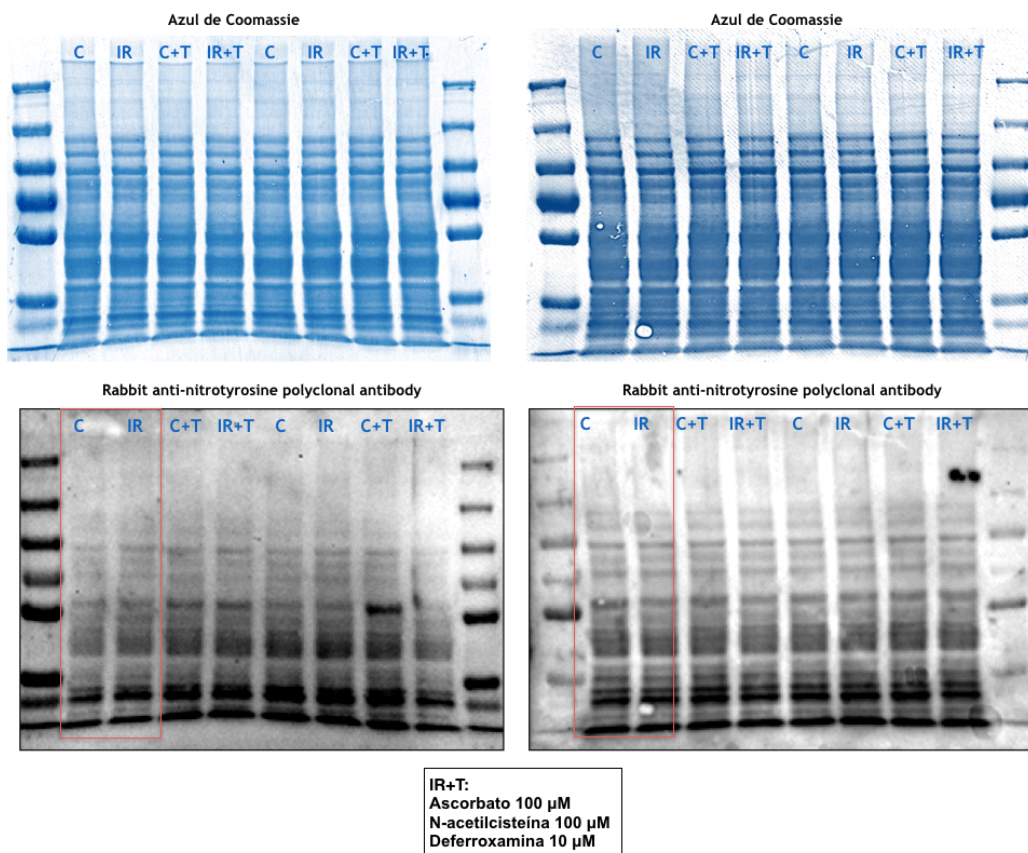 Azul de Coomassie
C IR C+T IR+T C IR C+T IR+T
Azul de Coomassie
C IR C+T IR+T C IR C+T IR+T
Rabbit anti-nitrotyrosine polyclonal antibody
C IR C+T IR+T C IR C+T IR+T
Rabbit anti-nitrotyrosine polyclonal antibody
C IR C+T IR+T C IR C+T IR+T
IR+T:
Ascorbato 100 µM
N-acetilcisteína 100 µM
Deferroxamina 10 µM